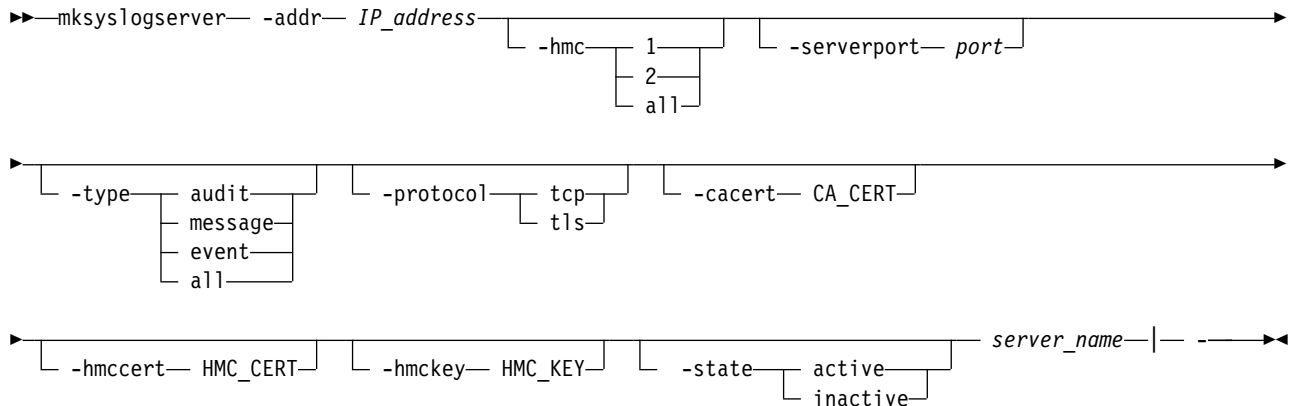 ▶▶—mksyslogserver— -addr— IP_address
-hmc 1 -serverport— port
2
all
-type audit -protocol tcp -cacert— CA_CERT
message tls
event
all
server_name—|— -—▶◀
-hmccert— HMC_CERT -hmckey— HMC_KEY -state active
inactive